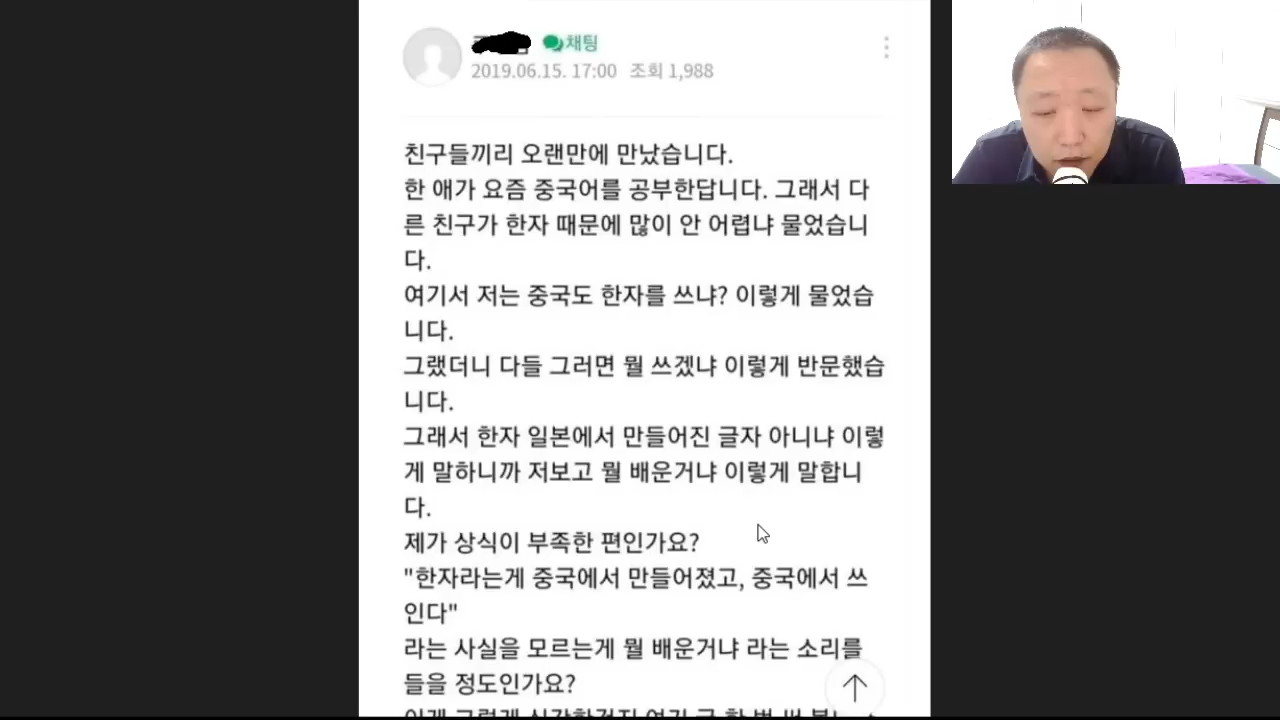 채팅
2019.06.15. 17:00 조회 1,988
친구들끼리 오랜만에 만났습니다.
한 애가 요즘 중국어를 공부한답니다. 그래서 다
른 친구가 한자 때문에 많이 안 어렵냐 물었습니
다.
여기서 저는 중국도 한자를 쓰냐? 이렇게 물었습
니다.
그랬더니 다들 그러면 뭘 쓰겠냐 이렇게 반문했습
니다.
그래서 한자 일본에서 만들어진 글자 아니냐 이렇
게 말하니까 저보고 뭘 배운거냐 이렇게 말합니
다.
제가 상식이 부족한 편인가요?
"한자라는게 중국에서 만들어졌고, 중국에서 쓰
인다"
라는 사실을 모르는게 뭘 배운거냐 라는 소리를
들을 정도인가요?